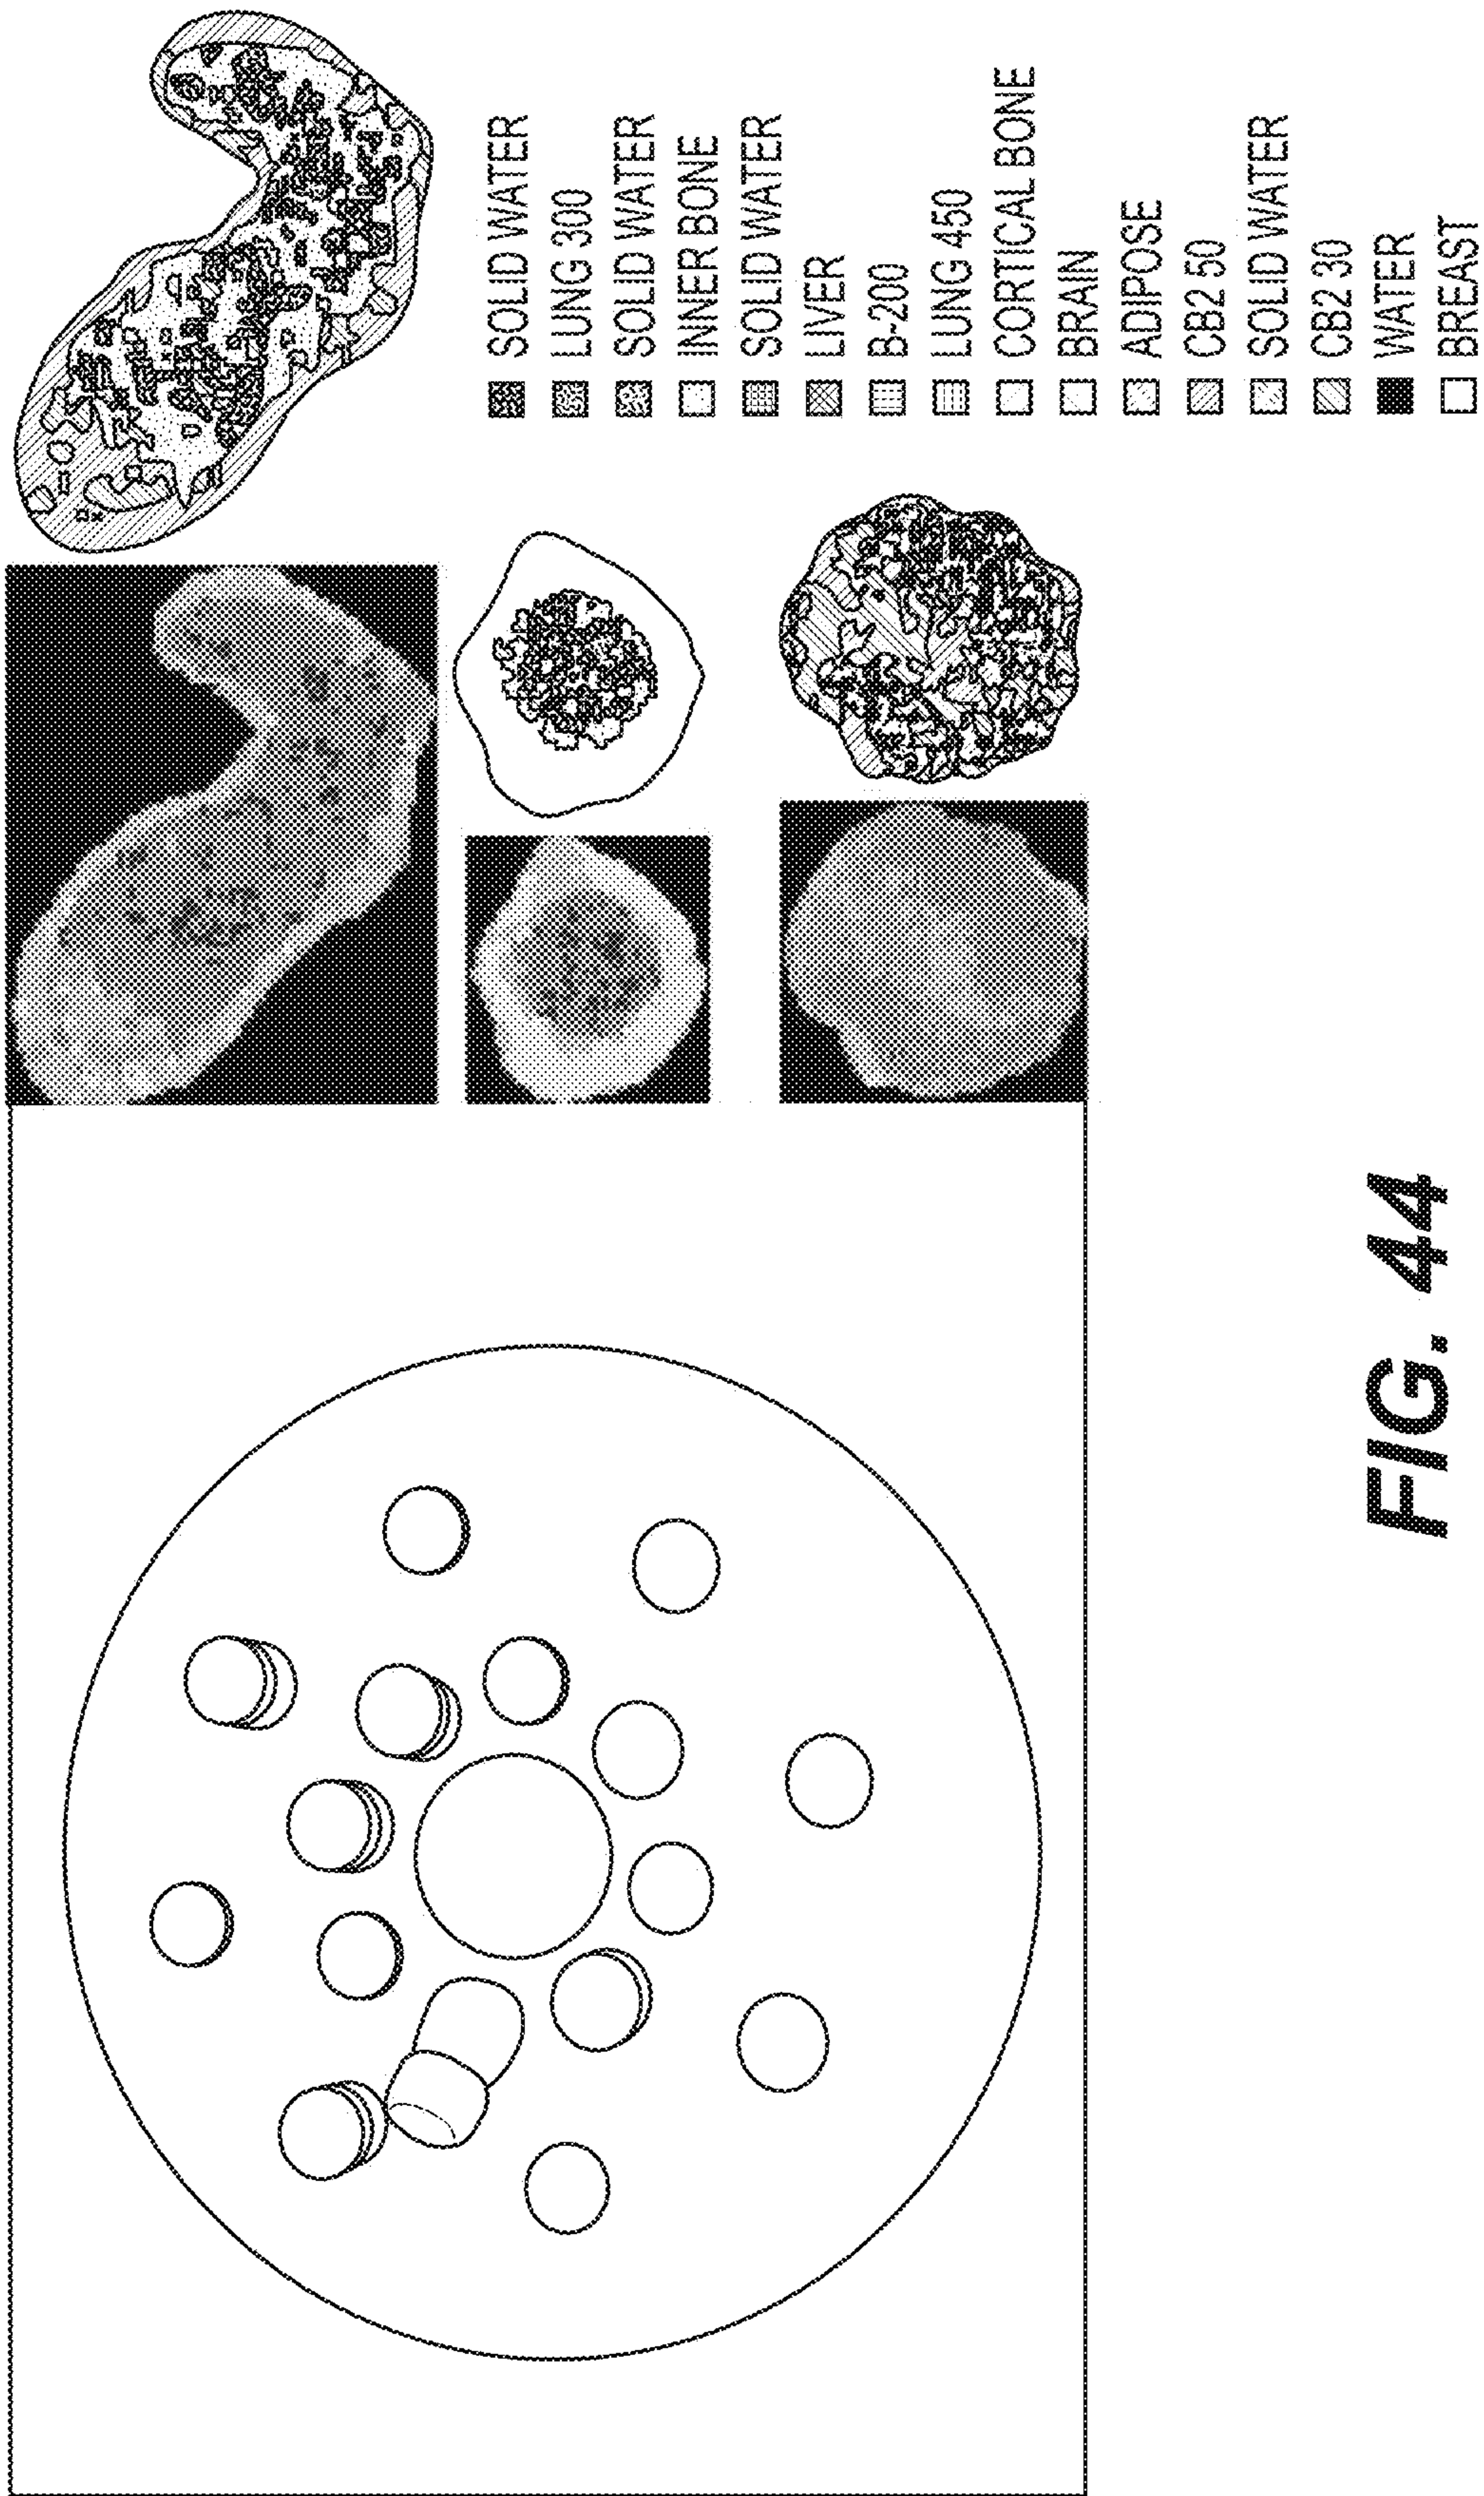 SOLID WATER
LUNG 300
SOLID WATER
INNER BONE
SOLID WATER
LIVER
B-200
LUNG 450
CORTICAL BONE
BRAIN
ADIPOSE
CB2 50
SOLID WATER
CB2 30
WATER
BREAST
FIG. 44